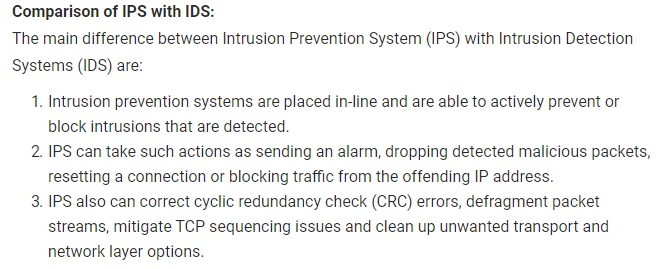 Comparison of IPS with IDS:
The main difference between Intrusion Prevention System (IPS) with Intrusion Detection
Systems (IDS) are:
1. Intrusion prevention systems are placed in-line and are able to actively prevent or
block intrusions that are detected.
2. IPS can take such actions as sending an alarm, dropping detected malicious packets,
resetting a connection or blocking traffic from the offending IP address.
3. IPS also can correct cyclic redundancy check (CRC) errors, defragment packet
streams, mitigate TCP sequencing issues and clean up unwanted transport and
network layer options.